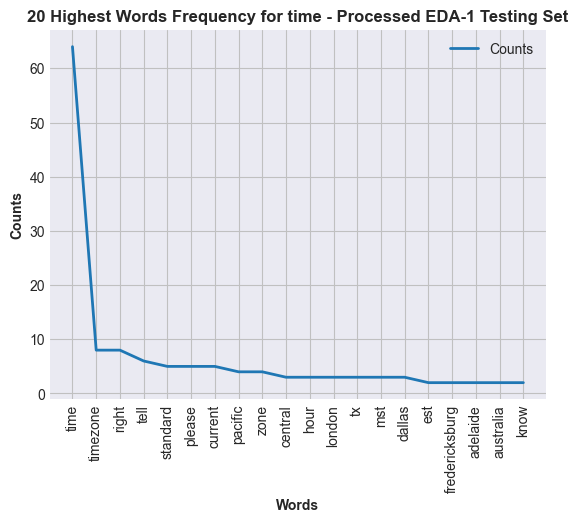 20 Highest Words Frequency for time - Processed EDA-1 Testing Set
Counts
60
50
40
30
20
10
0
Counts
time
timezone
right
tell
standard
please
current
pacific
zone
central
hour
london
tx
mst
dallas
est
fredericksburg
adelaide
australia
know
Words